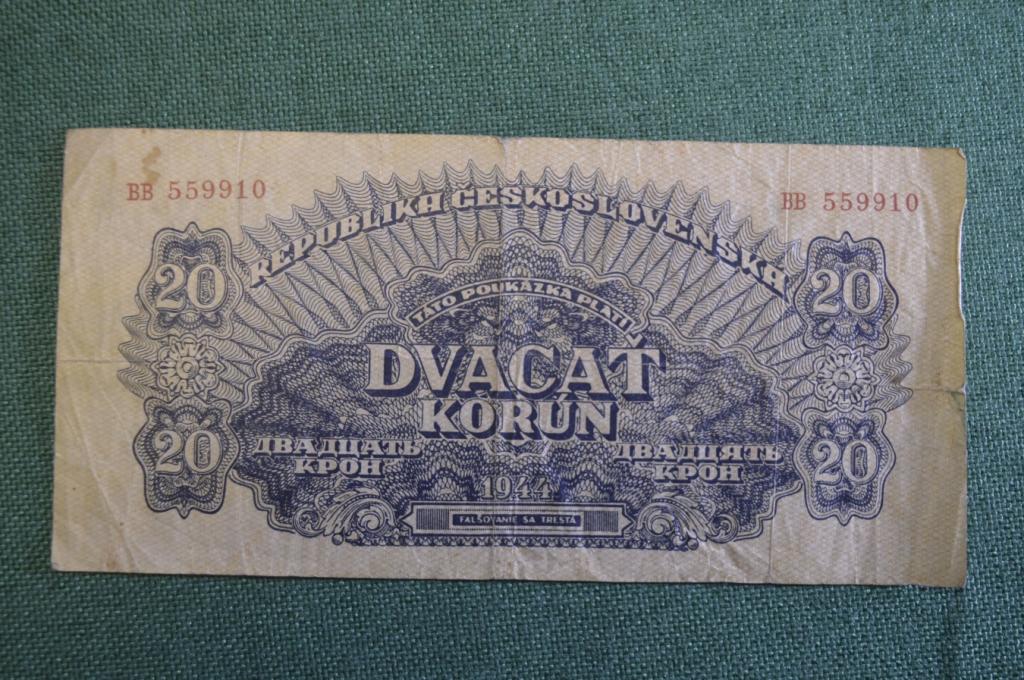 BB 559910
BB 559910
REPUBLIKA ČESKOSLOVENSKÁ
TÁTO POUKÁZKA PLATÍ
20
20
DVACAŤ
KORÚN
ДВАДЦАТЬ
КРОН
ДВАДЦЯТЬ
КРОН
20
20
1944
FALŠOVANIE SA TRESTÁ